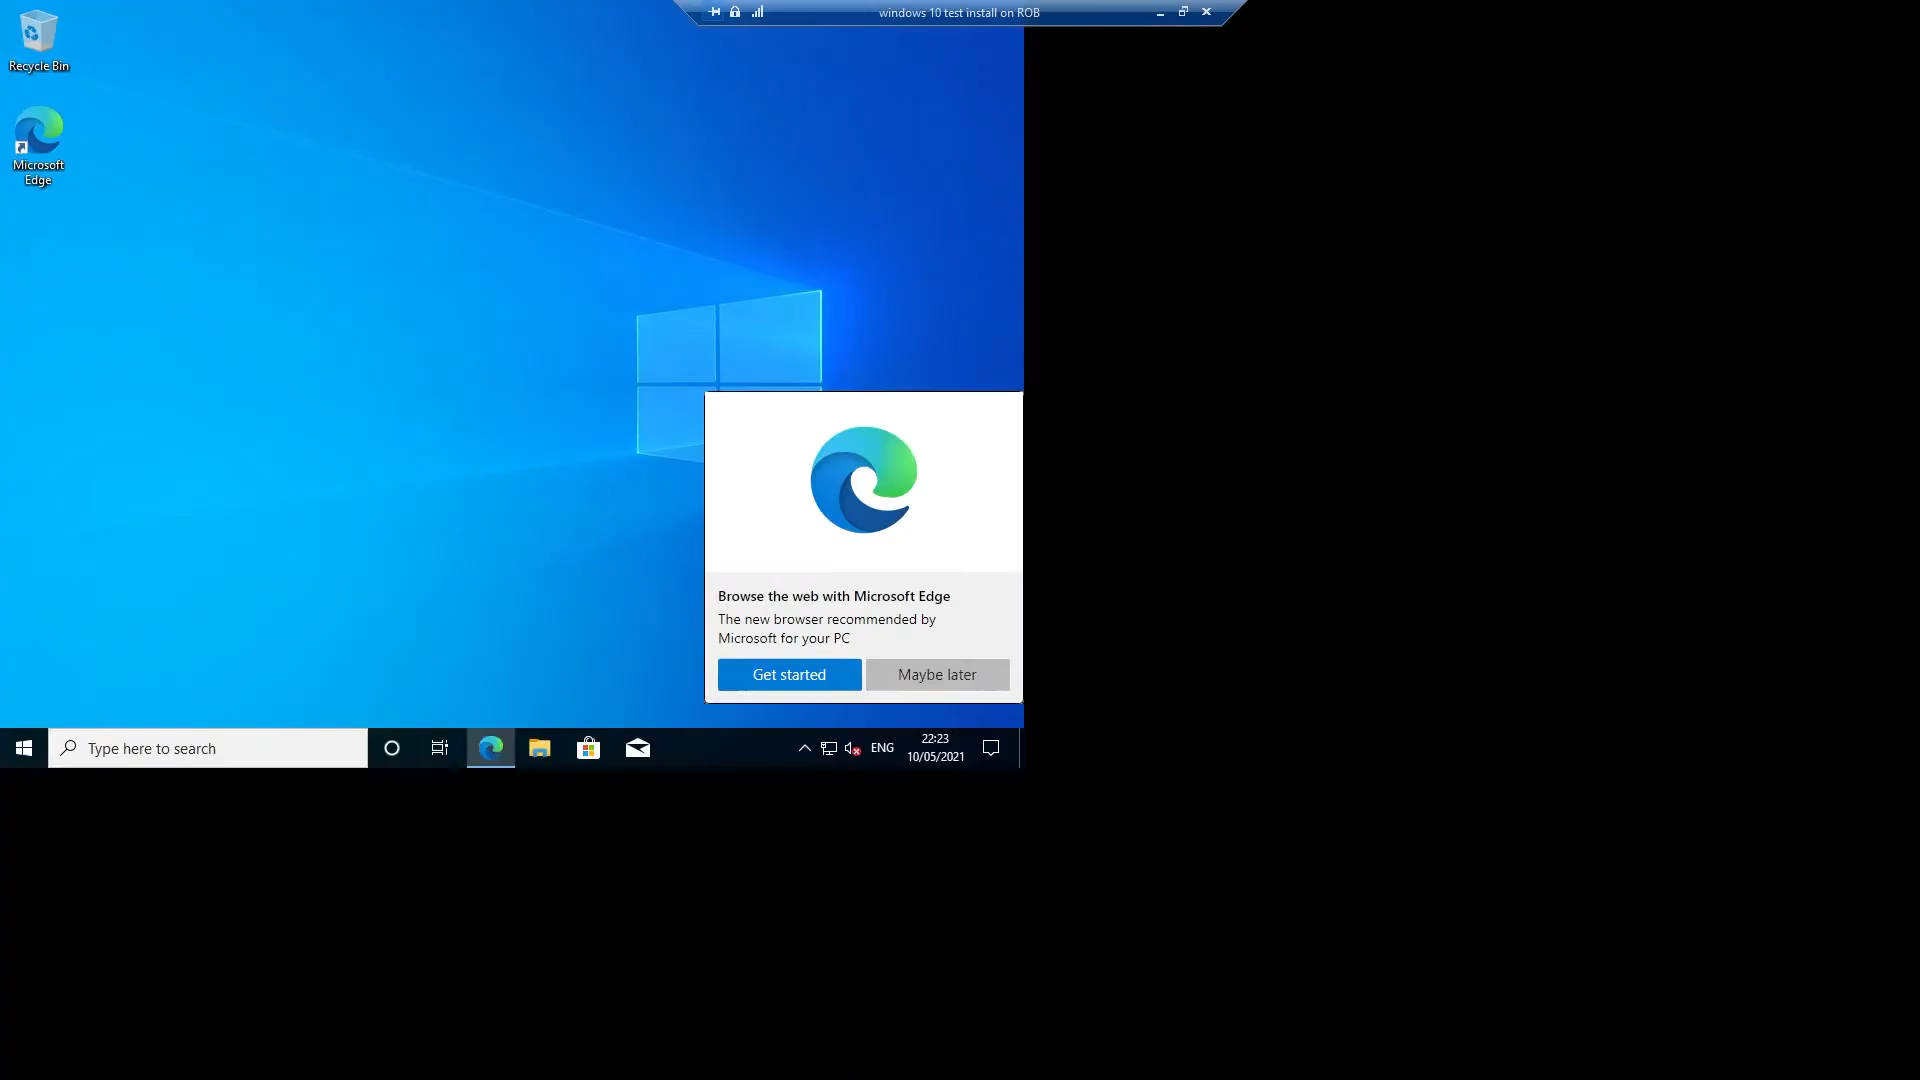 windows 10 test install on ROB
Recycle Bin
Microsoft
Edge
Browse the web with Microsoft Edge
The new browser recommended by
Microsoft for your PC
Get started
Maybe later
Type here to search
ENG
22:23
10/05/2021